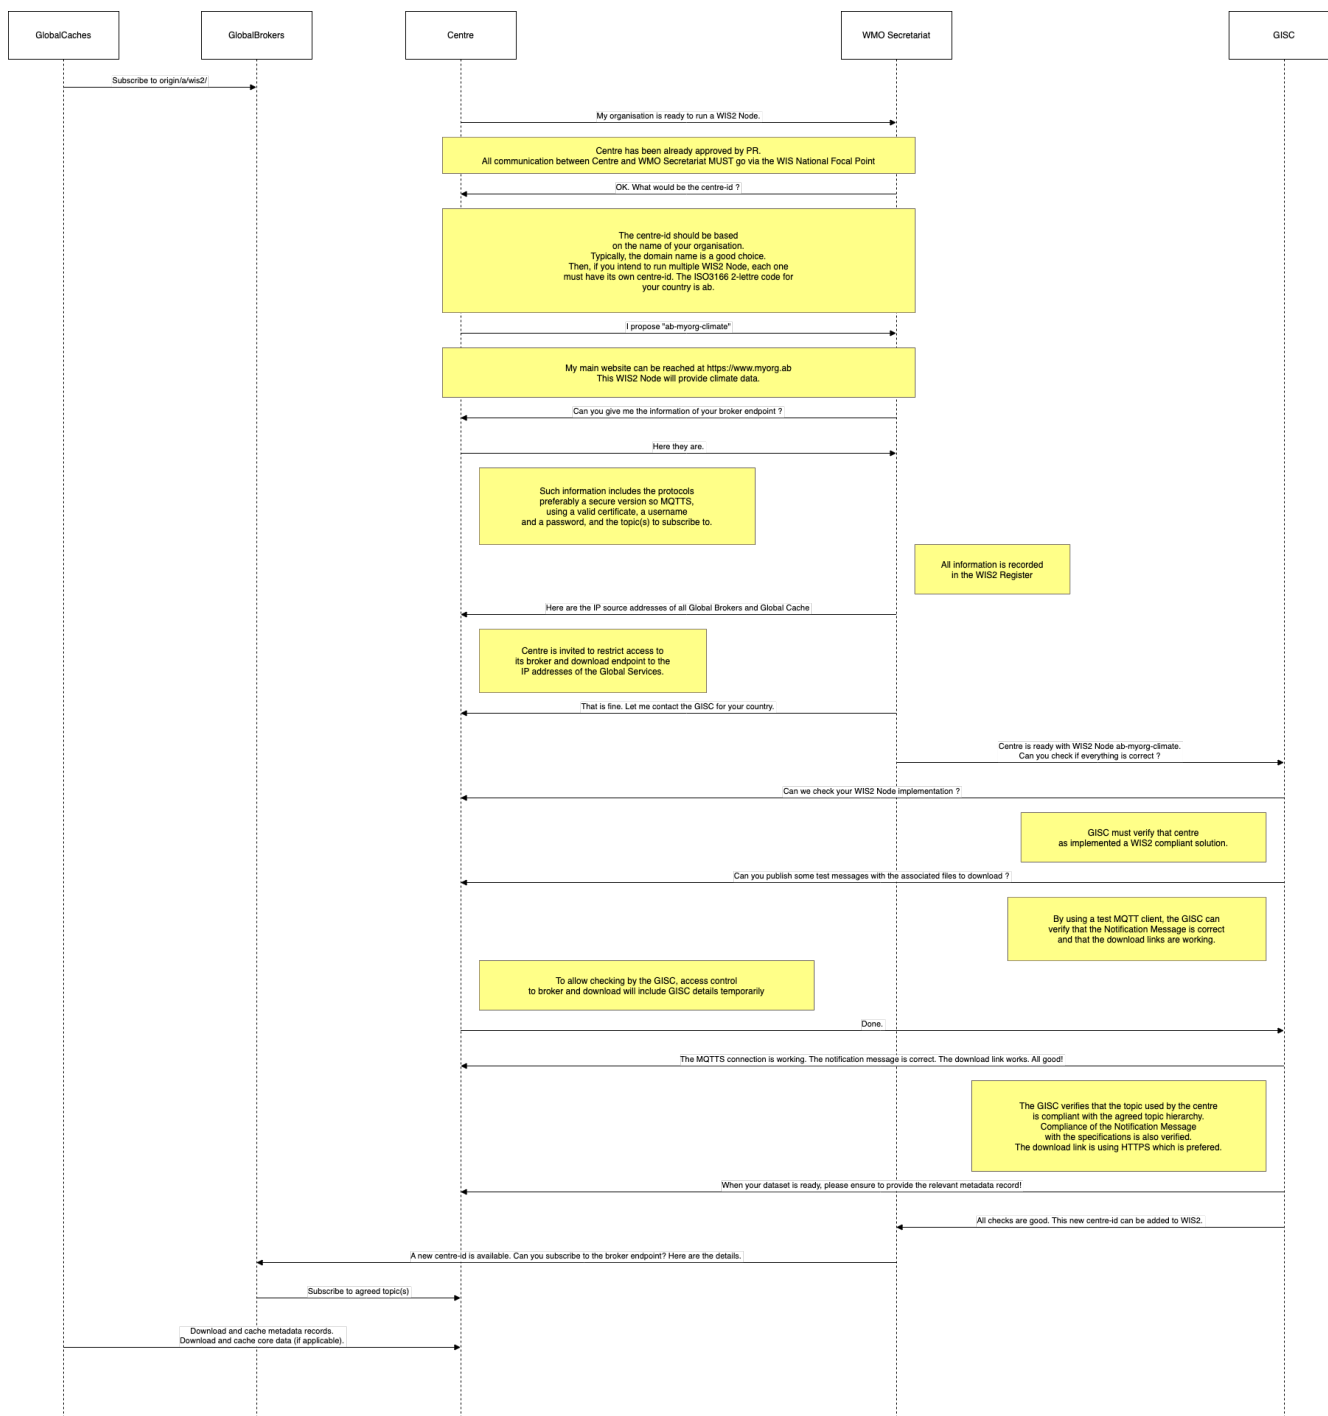 GlobalCaches
GlobalBrokers
Centre
WMO Secretariat
GISC
Subscribe to origin/a/wis2/
My organisation is ready to run a WIS2 Node.
Centre has been already approved by PR.
All communication between Centre and WMO Secretariat MUST go via the WIS National Focal Point
OK. What would be the centre-id ?
The centre-id should be based
on the name of your organisation.
Typically, the domain name is a good choice.
Then, if you intend to run multiple WIS2 Node, each one
must have its own centre-id. The ISO3166 2-lettre code for
your country is ab.
I propose "ab-myorg-climate"
My main website can be reached at https://www.myorg.ab
This WIS2 Node will provide climate data.
Can you give me the information of your broker endpoint ?
Here they are.
Such information includes the protocols
preferably a secure version so MQTTS,
using a valid certificate, a username
and a password, and the topic(s) to subscribe to.
All information is recorded
in the WIS2 Register
Here are the IP source addresses of all Global Brokers and Global Cache
Centre is invited to restrict access to
its broker and download endpoint to the
IP addresses of the Global Services.
That is fine. Let me contact the GISC for your country.
Centre is ready with WIS2 Node ab-myorg-climate.
Can you check if everything is correct ?
Can we check your WIS2 Node implementation ?
GISC must verify that centre
as implemented a WIS2 compliant solution.
Can you publish some test messages with the associated files to download ?
By using a test MQTT client, the GISC can
verify that the Notification Message is correct
and that the download links are working.
To allow checking by the GISC, access control
to broker and download will include GISC details temporarily
Done.
The MQTTS connection is working. The notification message is correct. The download link works. All good!
The GISC verifies that the topic used by the centre
is compliant with the agreed topic hierarchy.
Compliance of the Notification Message
with the specifications is also verified.
The download link is using HTTPS which is prefered.
When your dataset is ready, please ensure to provide the relevant metadata record!
All checks are good. This new centre-id can be added to WIS2.
A new centre-id is available. Can you subscribe to the broker endpoint? Here are the details.
Subscribe to agreed topic(s)
Download and cache metadata records.
Download and cache core data (if applicable).